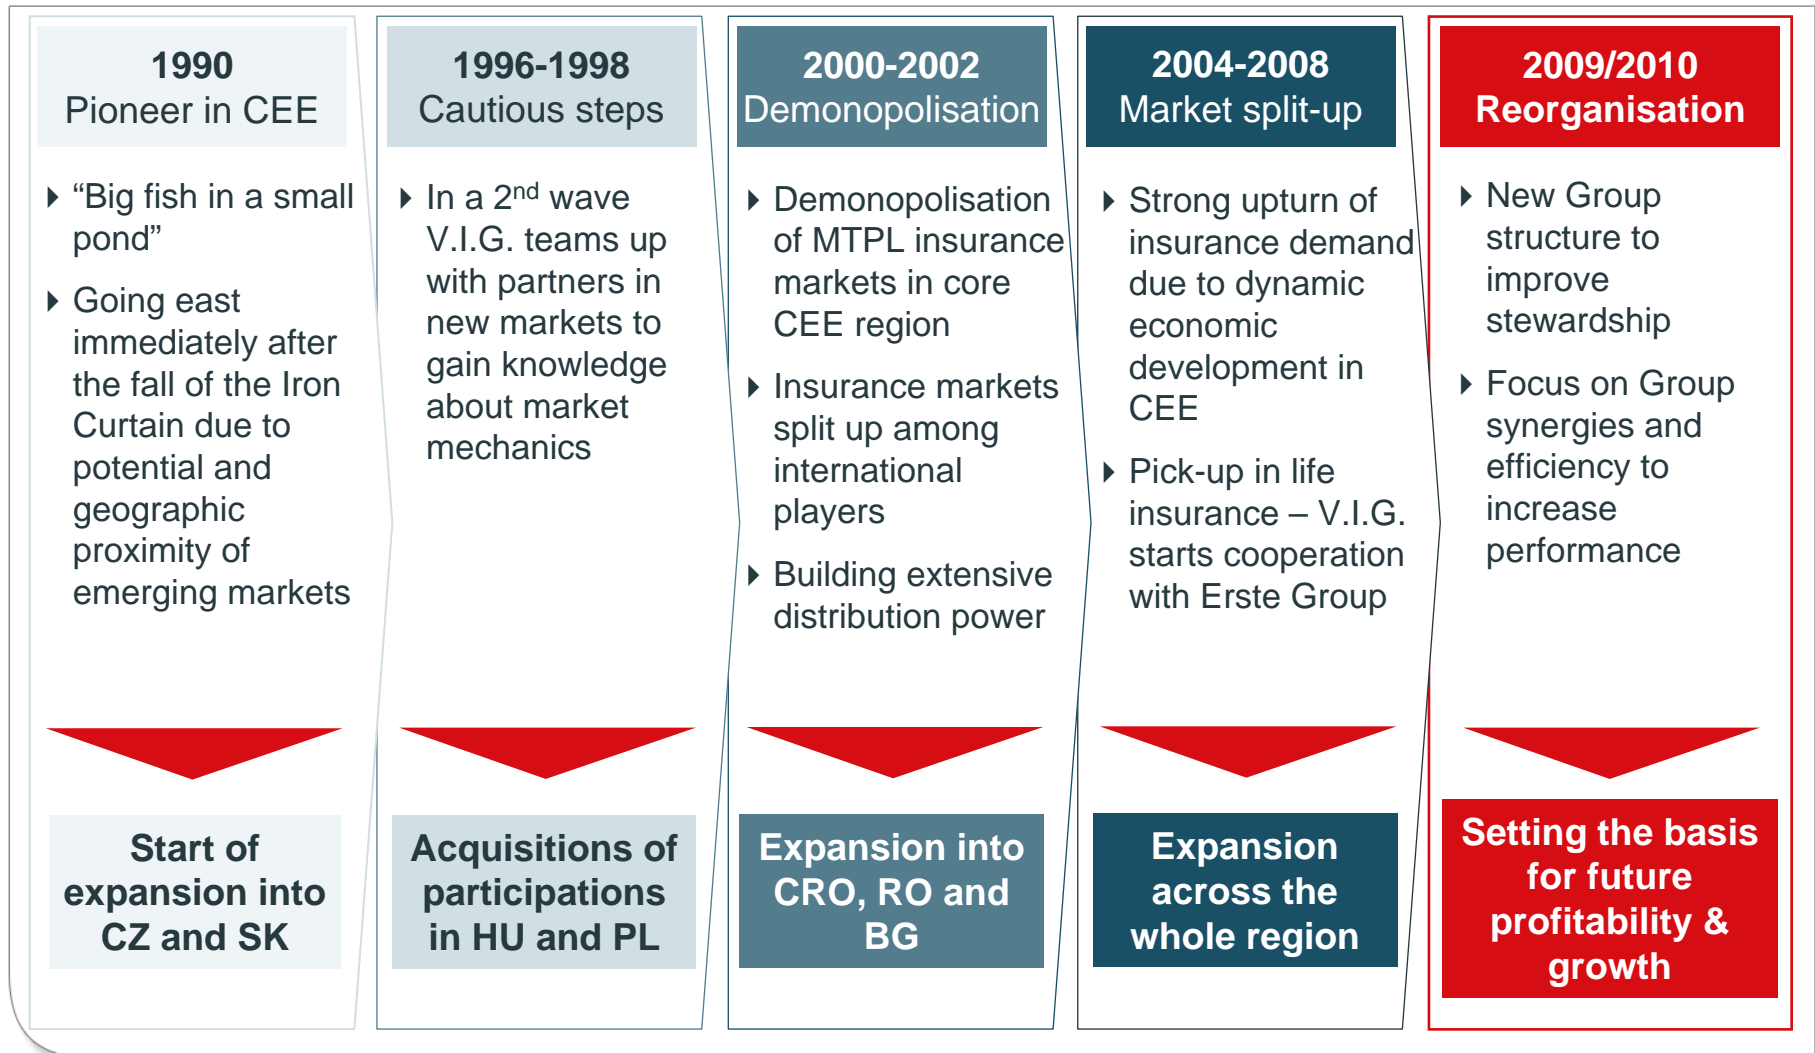 1990
Pioneer in CEE
“Big fish in a small
pond”
Going east
immediately after
the fall of the Iron
Curtain due to
potential and
geographic
proximity of
emerging markets
Start of
expansion into
CZ and SK
1996-1998
Cautious steps
In a 2nd wave
V.I.G. teams up
with partners in
new markets to
gain knowledge
about market
mechanics
Acquisitions of
participations
in HU and PL
2000-2002
Demonopolisation
Demonopolisation
of MTPL insurance
markets in core
CEE region
Insurance markets
split up among
international
players
Building extensive
distribution power
Expansion into
CRO, RO and
BG
2004-2008
Market split-up
Strong upturn of
insurance demand
due to dynamic
economic
development in
CEE
Pick-up in life
insurance – V.I.G.
starts cooperation
with Erste Group
Expansion
across the
whole region
2009/2010
Reorganisation
New Group
structure to
improve
stewardship
Focus on Group
synergies and
efficiency to
increase
performance
Setting the basis
for future
profitability &
growth